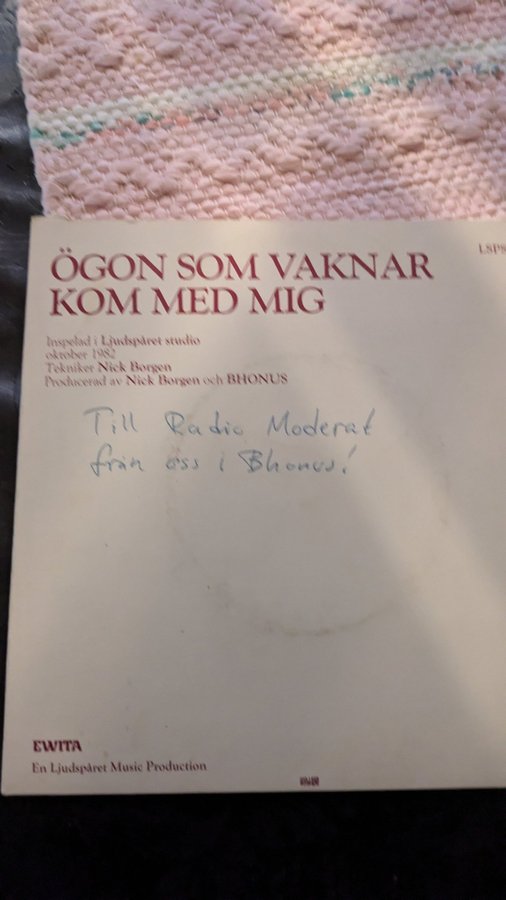 ÖGON SOM VAKNAR
KOM MED MIG
Inspelad i Ljudspåret studio
oktober 1982
Tekniker Nick Borgen
Producerad av Nick Borgen och BHONUS
Till Radio Moderat
från oss i Bhonus!
EWITA
En Ljudspåret Music Production